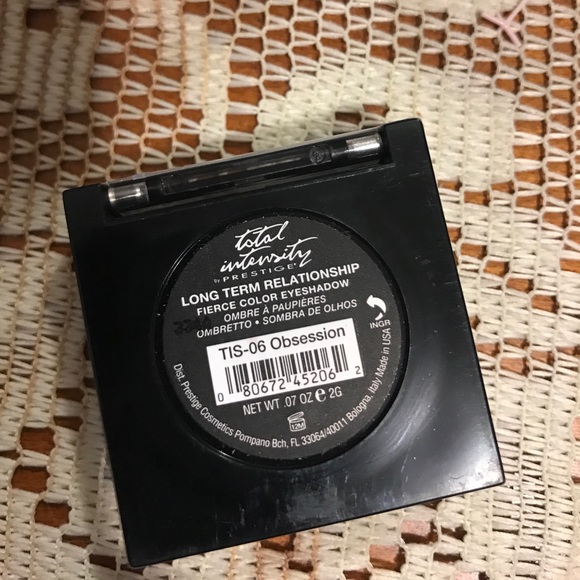 total
intensity
by PRESTIGE®
LONG TERM RELATIONSHIP
FIERCE COLOR EYESHADOW
OMBRE À PAUPIÈRES
OMBRETTO • SOMBRA DE OLHOS
INGR
TIS-06 Obsession
0 80672 45206 2
NET WT .07 OZ e 2G
12M
Dist. Prestige Cosmetics Pompano Bch, FL 33064/40011 Bologna, Italy Made in USA